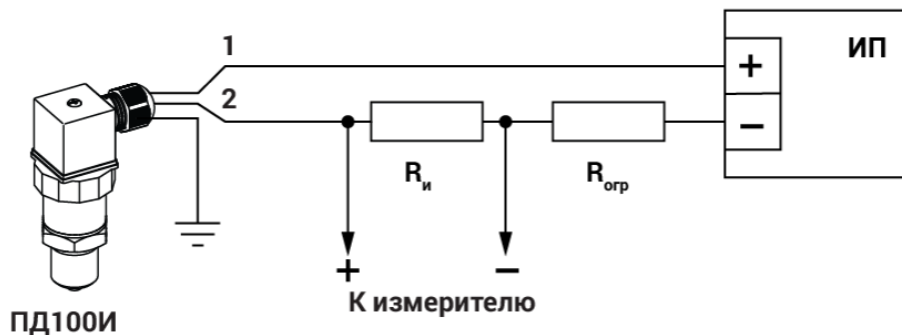 1
ИП
+
2
−
Rи
Rогр
+ −
К измерителю
ПД100И